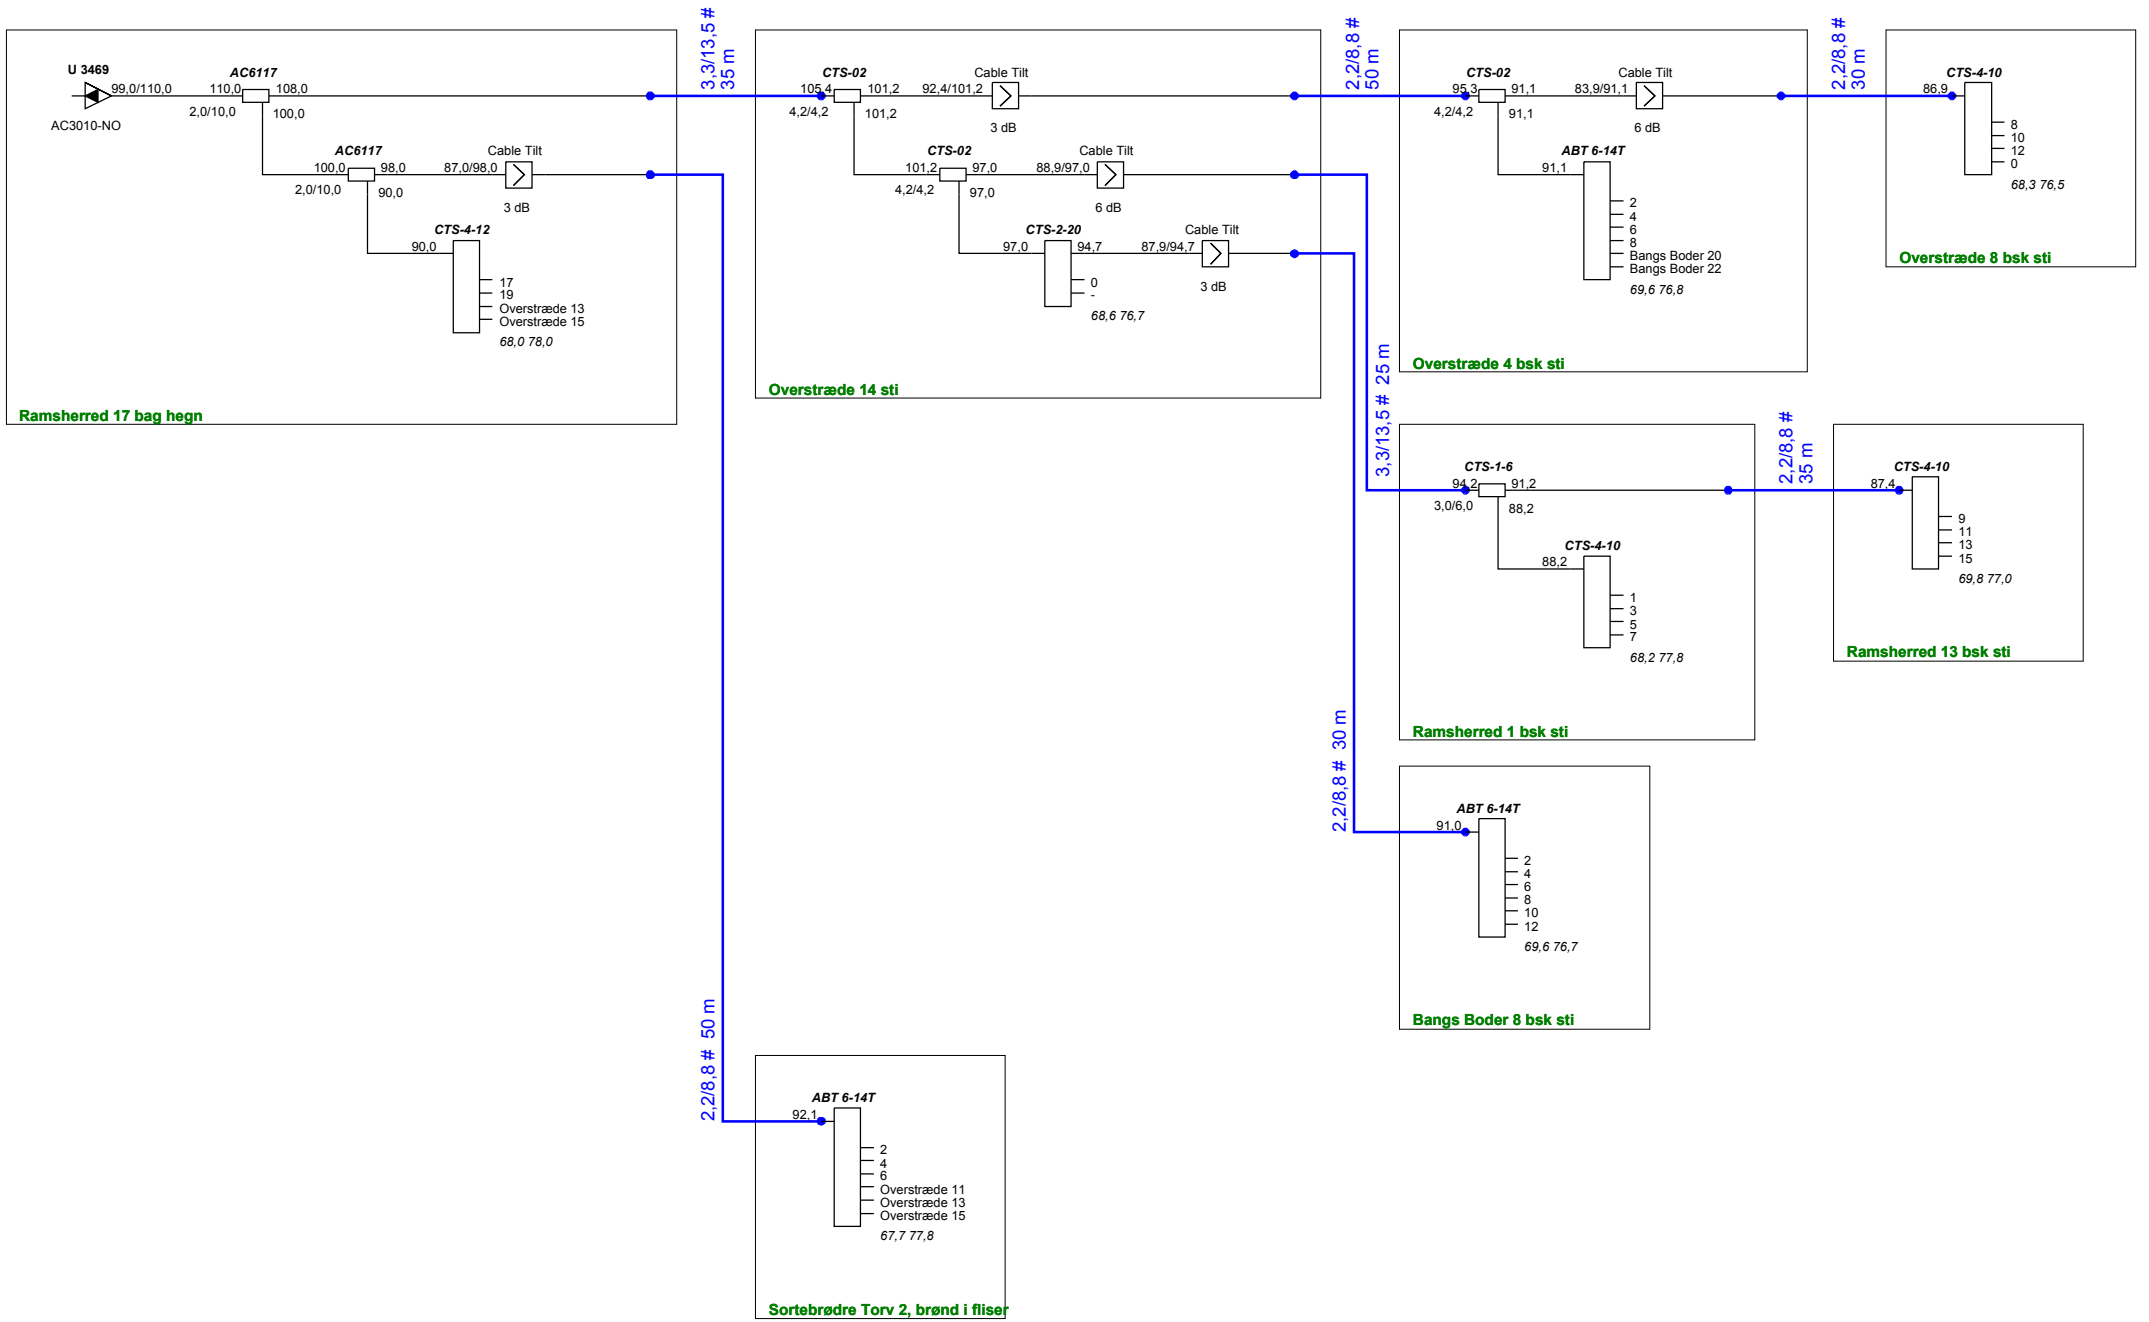 U 3469
99,0/110,0
AC3010-NO
AC6117
110,0
108,0
2,0/10,0
100,0
AC6117
100,0
98,0
2,0/10,0
90,0
87,0/98,0
Cable Tilt
3 dB
CTS-4-12
90,0
17
19
Overstræde 13
Overstræde 15
68,0 78,0
Ramsherred 17 bag hegn
3,3/13,5 #
35 m
CTS-02
105,4
101,2
4,2/4,2
101,2
92,4/101,2
Cable Tilt
3 dB
CTS-02
101,2
97,0
4,2/4,2
97,0
88,9/97,0
Cable Tilt
6 dB
CTS-2-20
97,0
94,7
0
-
68,6 76,7
87,9/94,7
Cable Tilt
3 dB
Overstræde 14 sti
2,2/8,8 #
50 m
CTS-02
95,3
91,1
4,2/4,2
91,1
83,9/91,1
Cable Tilt
6 dB
ABT 6-14T
91,1
2
4
6
8
Bangs Boder 20
Bangs Boder 22
69,6 76,8
Overstræde 4 bsk sti
2,2/8,8 #
30 m
CTS-4-10
86,9
8
10
12
0
68,3 76,5
Overstræde 8 bsk sti
3,3/13,5 # 25 m
CTS-1-6
94,2
91,2
3,0/6,0
88,2
CTS-4-10
88,2
1
3
5
7
68,2 77,8
Ramsherred 1 bsk sti
2,2/8,8 #
35 m
CTS-4-10
87,4
9
11
13
15
69,8 77,0
Ramsherred 13 bsk sti
2,2/8,8 # 30 m
ABT 6-14T
91,0
2
4
6
8
10
12
69,6 76,7
Bangs Boder 8 bsk sti
2,2/8,8 # 50 m
ABT 6-14T
92,1
2
4
6
Overstræde 11
Overstræde 13
Overstræde 15
67,7 77,8
Sortebrødre Torv 2, brønd i fliser